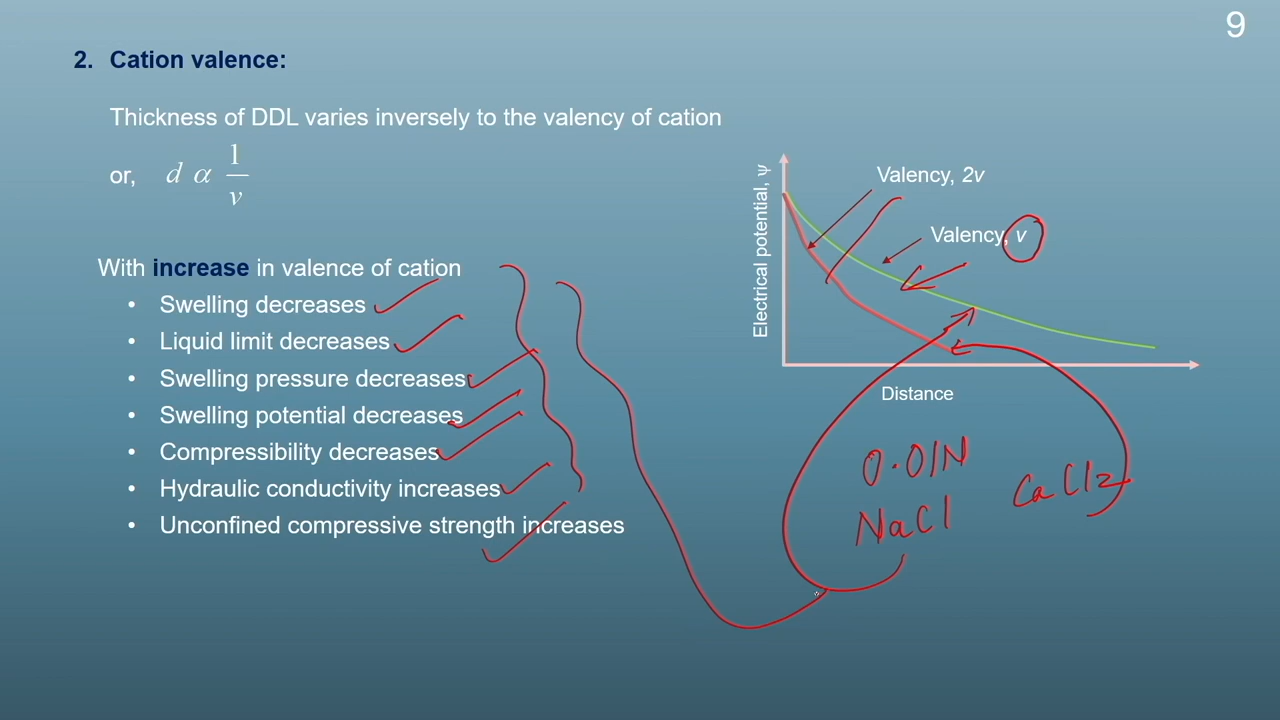 9
2. Cation valence:
Thickness of DDL varies inversely to the valency of cation
or, d α 1/v
With increase in valence of cation
• Swelling decreases
• Liquid limit decreases
• Swelling pressure decreases
• Swelling potential decreases
• Compressibility decreases
• Hydraulic conductivity increases
• Unconfined compressive strength increases
Electrical potential, ψ
Valency, 2v
Valency, v
Distance
0.01N
NaCl
CaCl2